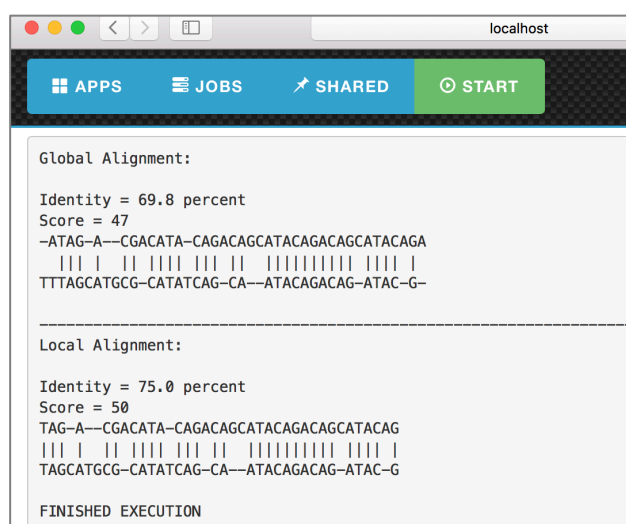 localhost
APPS JOBS SHARED START
Global Alignment:
Identity = 69.8 percent
Score = 47
-ATAG-A--CGACATA-CAGACAGCATACAGACAGCATACAGA
  ||| |  || |||| ||| ||  |||||||||| |||| |
TTTAGCATGCG-CATATCAG-CA--ATACAGACAG-ATAC-G-
Local Alignment:
Identity = 75.0 percent
Score = 50
TAG-A--CGACATA-CAGACAGCATACAGACAGCATACAG
||| |  || |||| ||| ||  |||||||||| |||| |
TAGCATGCG-CATATCAG-CA--ATACAGACAG-ATAC-G
FINISHED EXECUTION